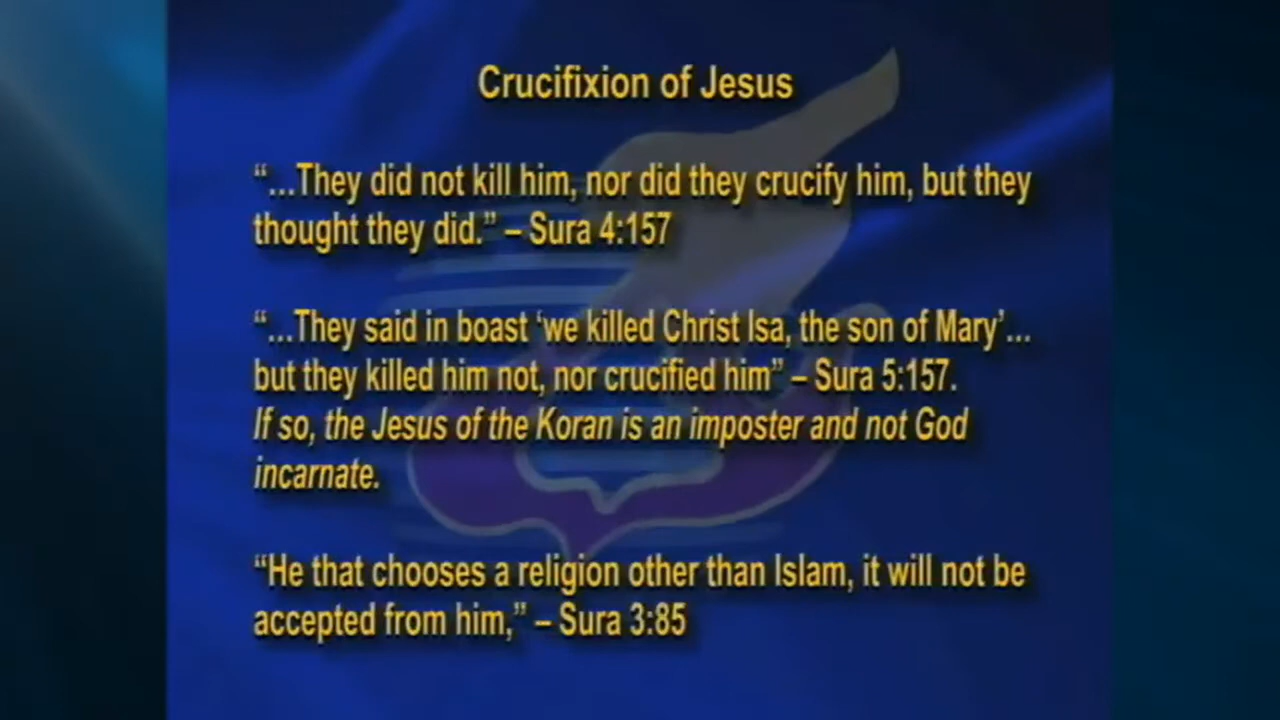 Crucifixion of Jesus
“...They did not kill him, nor did they crucify him, but they
thought they did.” – Sura 4:157
“...They said in boast ‘we killed Christ Isa, the son of Mary’...
but they killed him not, nor crucified him” – Sura 5:157.
If so, the Jesus of the Koran is an imposter and not God
incarnate.
“He that chooses a religion other than Islam, it will not be
accepted from him,” – Sura 3:85